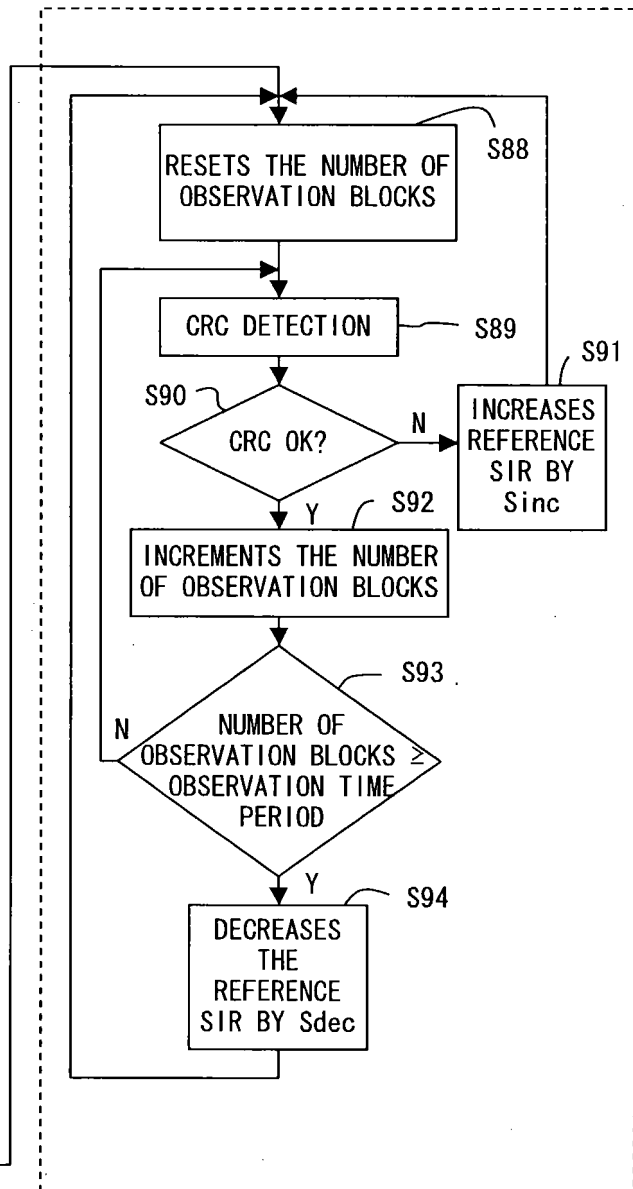 S88
RESETS THE NUMBER OF
OBSERVATION BLOCKS
CRC DETECTION
S89
S90
CRC OK?
N
S91
INCREASES
REFERENCE
SIR BY
Sinc
Y
S92
INCREMENTS THE NUMBER
OF OBSERVATION BLOCKS
S93
N
NUMBER OF
OBSERVATION BLOCKS ≥
OBSERVATION TIME
PERIOD
Y
S94
DECREASES
THE
REFERENCE
SIR BY Sdec